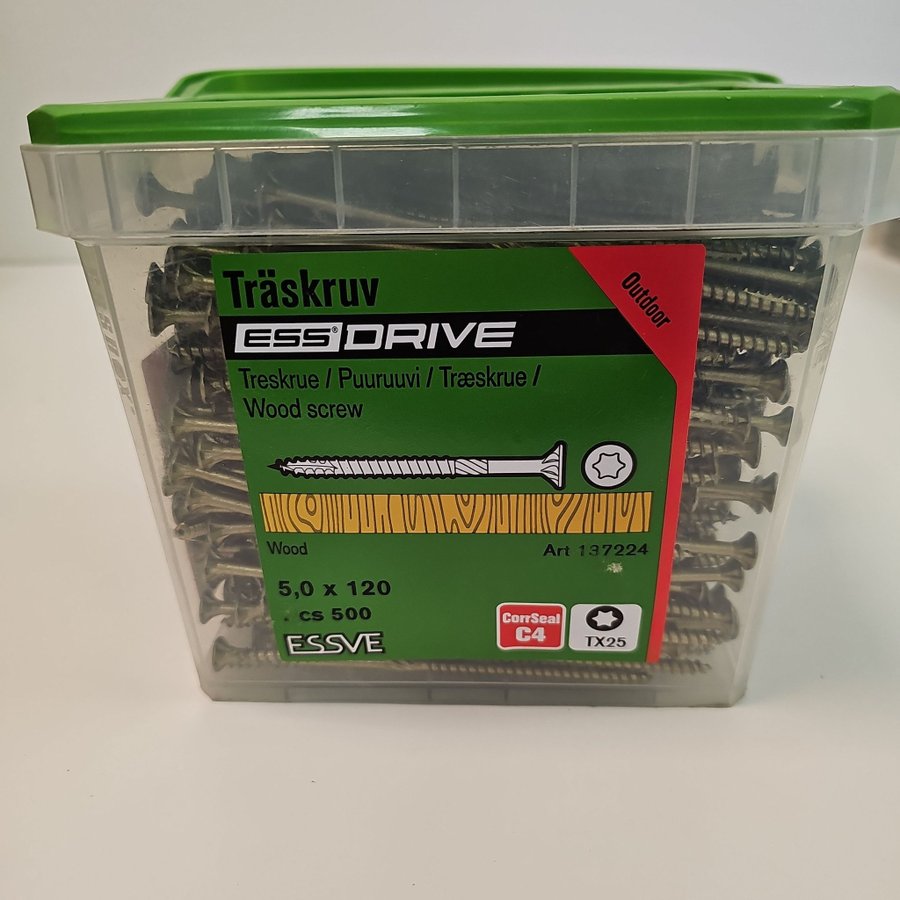 Träskruv
Outdoor
ESS® DRIVE
Treskrue / Puuruuvi / Træskrue /
Wood screw
Wood
Art 137224
5,0 x 120
cs 500
CorrSeal
C4
TX25
ESSVE